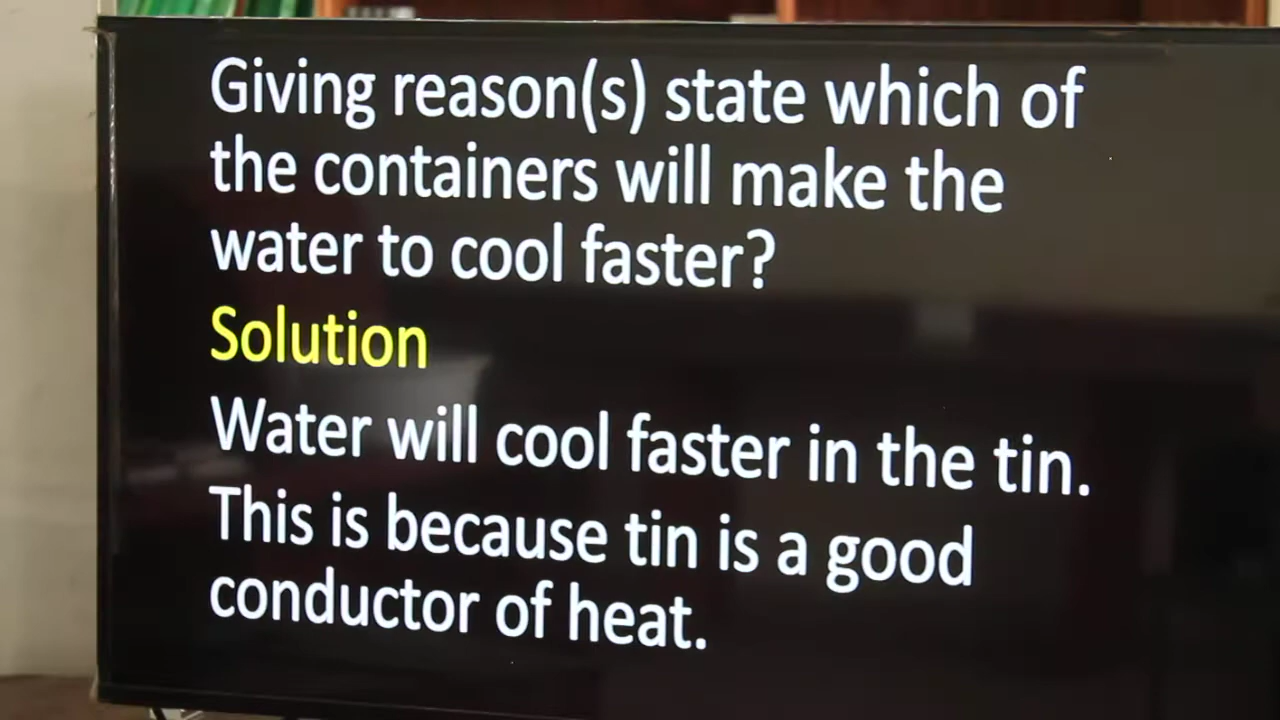 Giving reason(s) state which of
the containers will make the
water to cool faster?
Solution
Water will cool faster in the tin.
This is because tin is a good
conductor of heat.